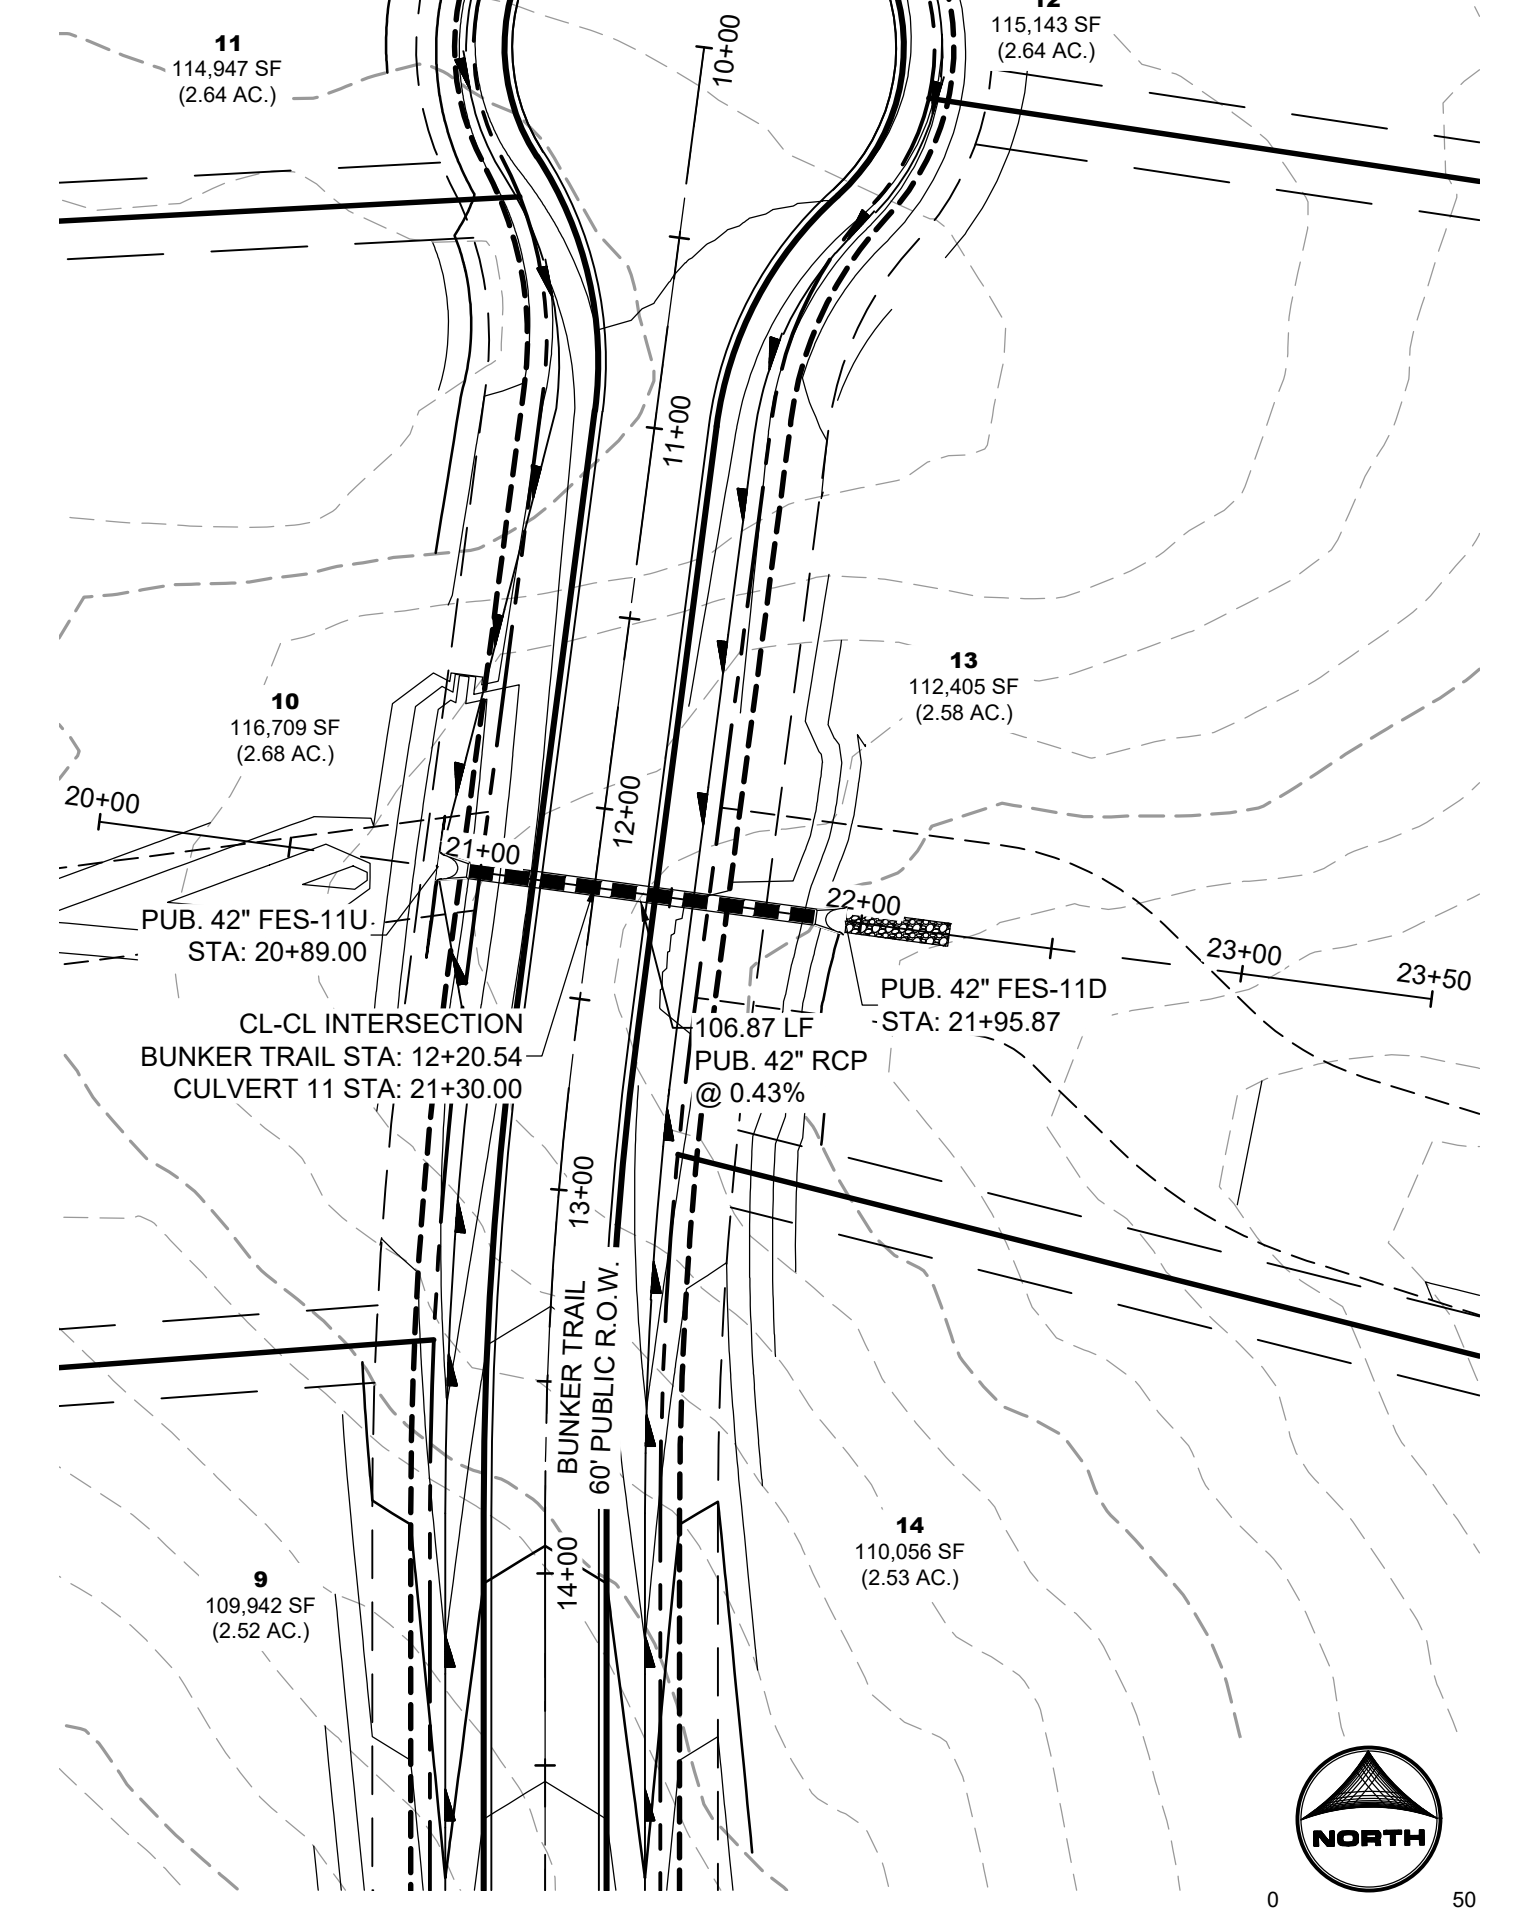 12
115,143 SF
(2.64 AC.)
11
114,947 SF
(2.64 AC.)
10+00
11+00
13
112,405 SF
(2.58 AC.)
10
116,709 SF
(2.68 AC.)
20+00
12+00
21+00
22+00
PUB. 42" FES-11U
STA: 20+89.00
23+00
23+50
PUB. 42" FES-11D
STA: 21+95.87
CL-CL INTERSECTION
BUNKER TRAIL STA: 12+20.54
CULVERT 11 STA: 21+30.00
106.87 LF
PUB. 42" RCP
@ 0.43%
13+00
BUNKER TRAIL
60' PUBLIC R.O.W.
14+00
14
110,056 SF
(2.53 AC.)
9
109,942 SF
(2.52 AC.)
NORTH
0 50